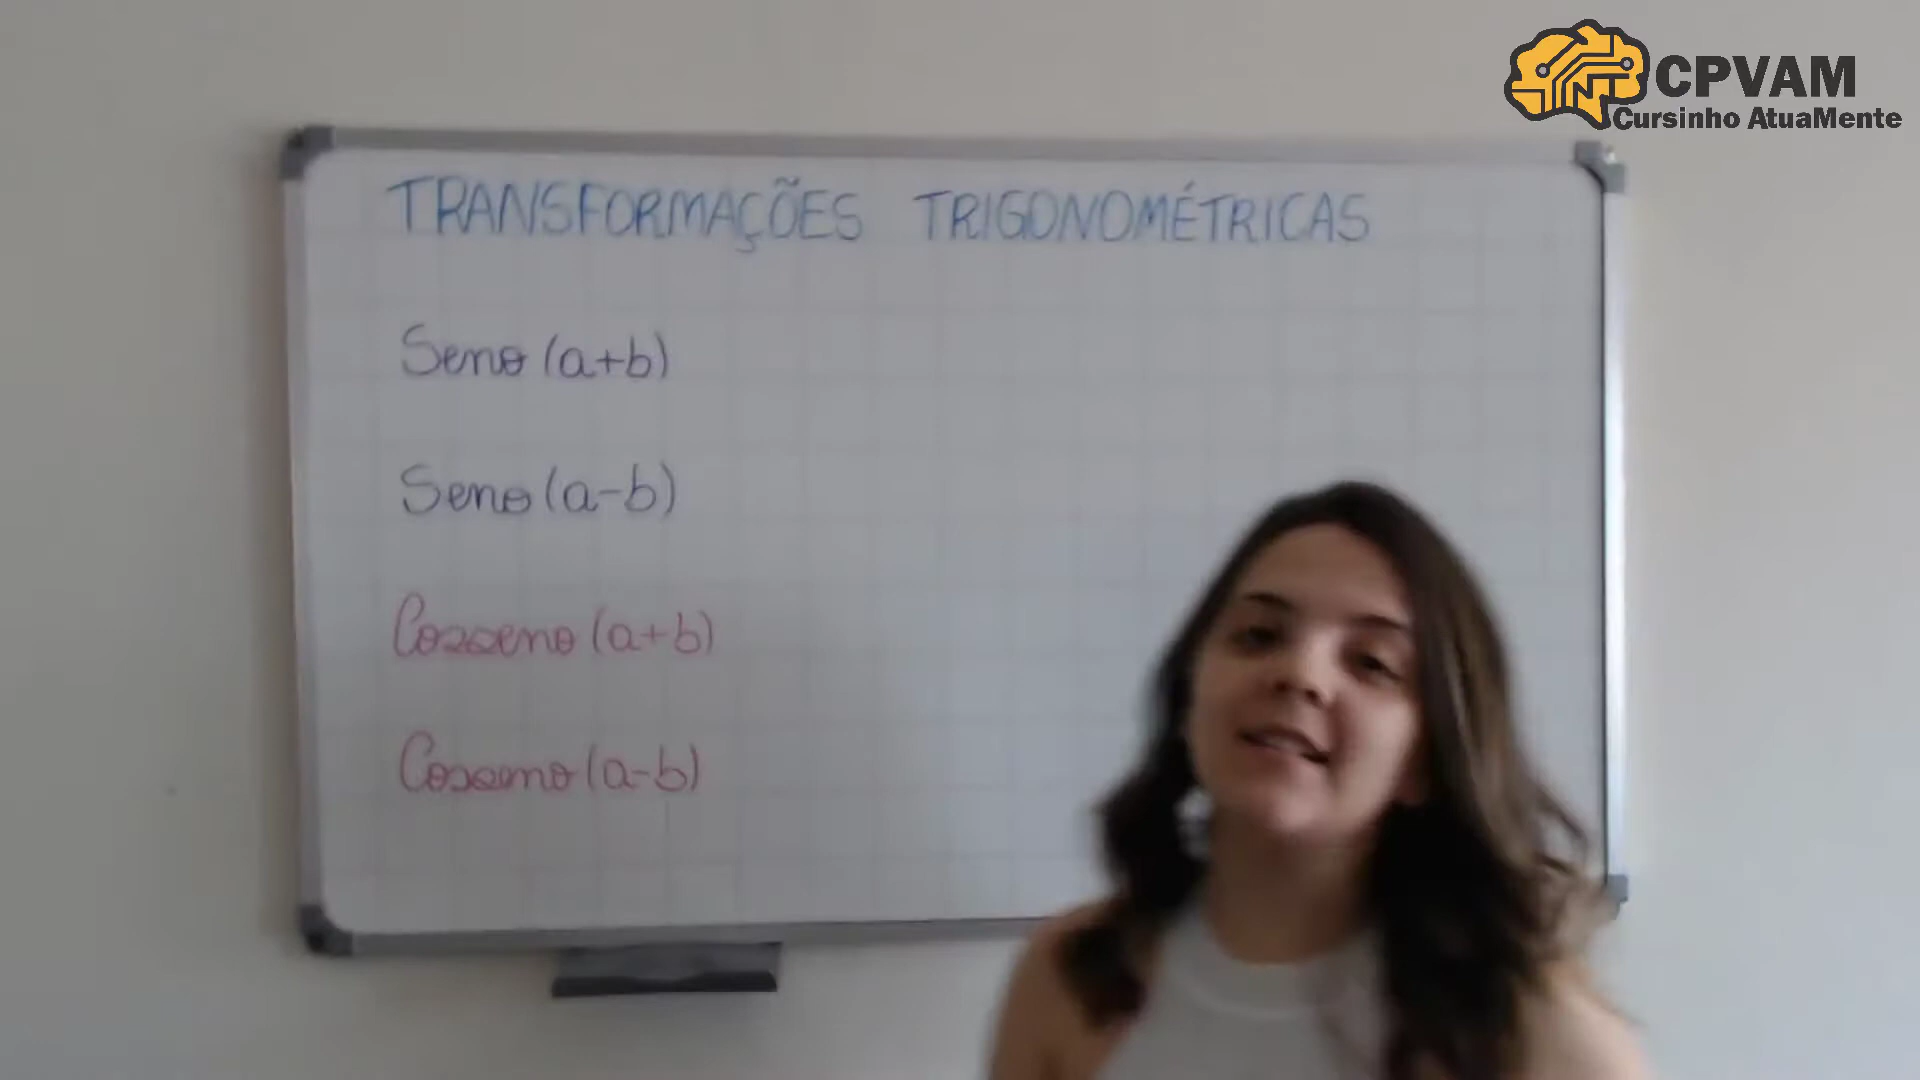 CPVAM
Cursinho AtuaMente
TRANSFORMAÇÕES TRIGONOMÉTRICAS
Seno (a+b)
Seno (a-b)
Cosseno (a+b)
Cosseno (a-b)